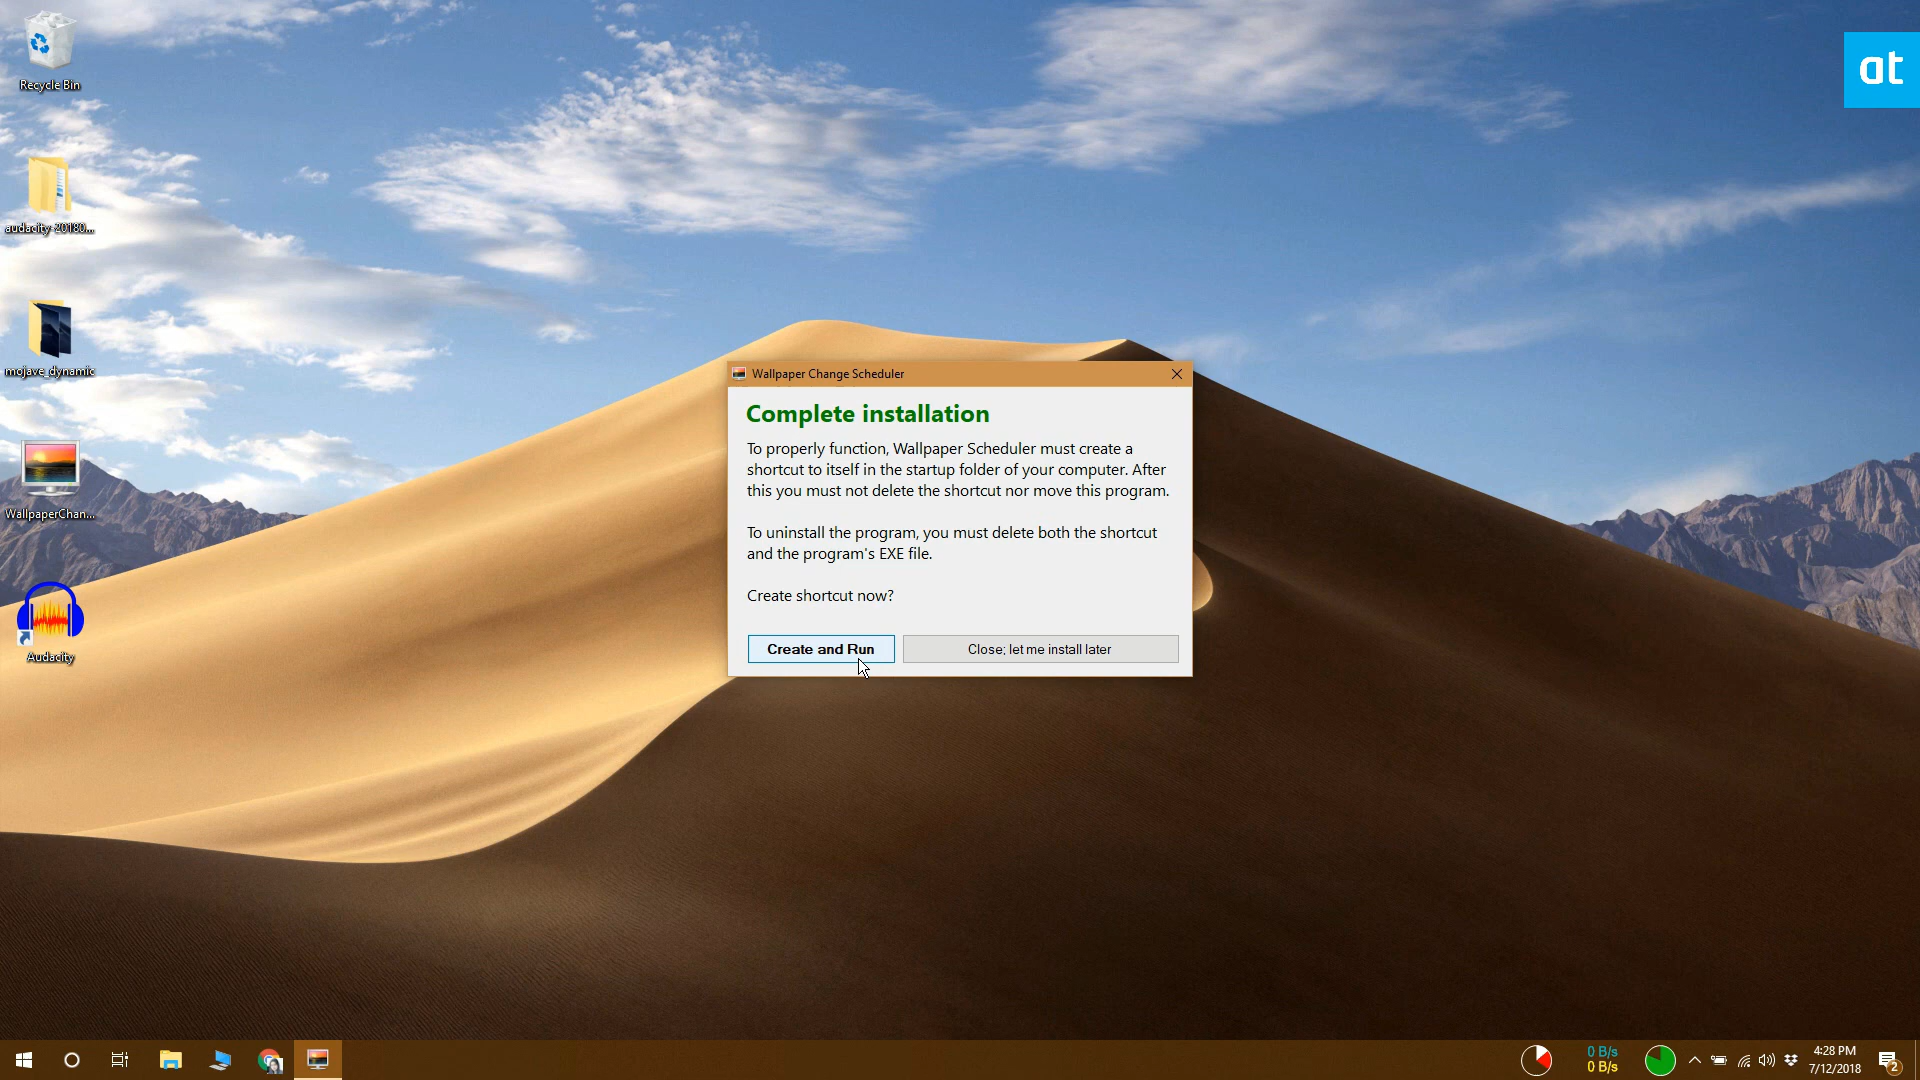 Recycle Bin
at
audacity-20180...
mojave_dynamic
WallpaperChan...
Audacity
Wallpaper Change Scheduler
Complete installation
To properly function, Wallpaper Scheduler must create a
shortcut to itself in the startup folder of your computer. After
this you must not delete the shortcut nor move this program.
To uninstall the program, you must delete both the shortcut
and the program's EXE file.
Create shortcut now?
Create and Run
Close; let me install later
0 B/s
0 B/s
4:28 PM
7/12/2018
2